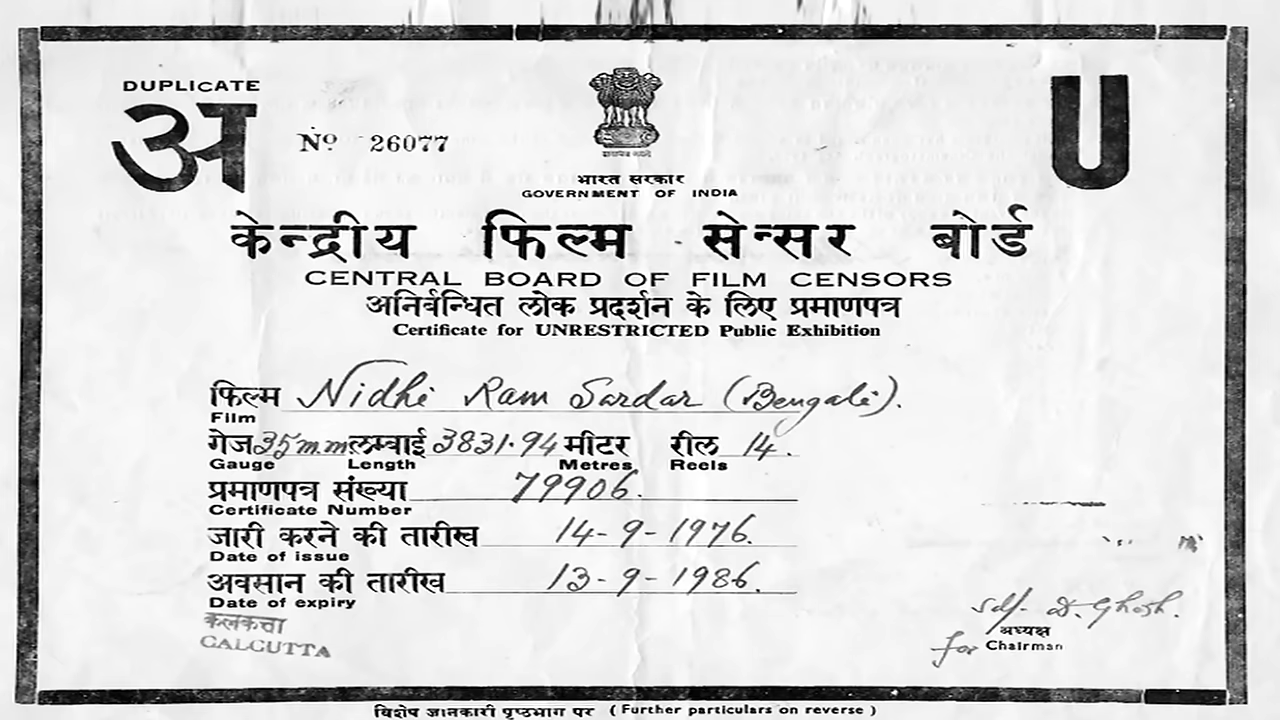 DUPLICATE
अ
U
Nº 26077
भारत सरकार
GOVERNMENT OF INDIA
केन्द्रीय फिल्म सेन्सर बोर्ड
CENTRAL BOARD OF FILM CENSORS
अनिर्बन्धित लोक प्रदर्शन के लिए प्रमाणपत्र
Certificate for UNRESTRICTED Public Exhibition
फिल्म Nidhi Ram Sardar (Bengali).
Film
गेज 35 m.m लम्बाई 3831.94 मीटर रील 14.
Gauge Length Metres Reels
प्रमाणपत्र संख्या 79906.
Certificate Number
जारी करने की तारीख 14-9-1976.
Date of issue
अवसान की तारीख 13-9-1986.
Date of expiry
कलकत्ता
CALCUTTA
Sd/- D. Ghosh.
अध्यक्ष
for Chairman
विशेष जानकारी पृष्ठभाग पर (Further particulars on reverse)